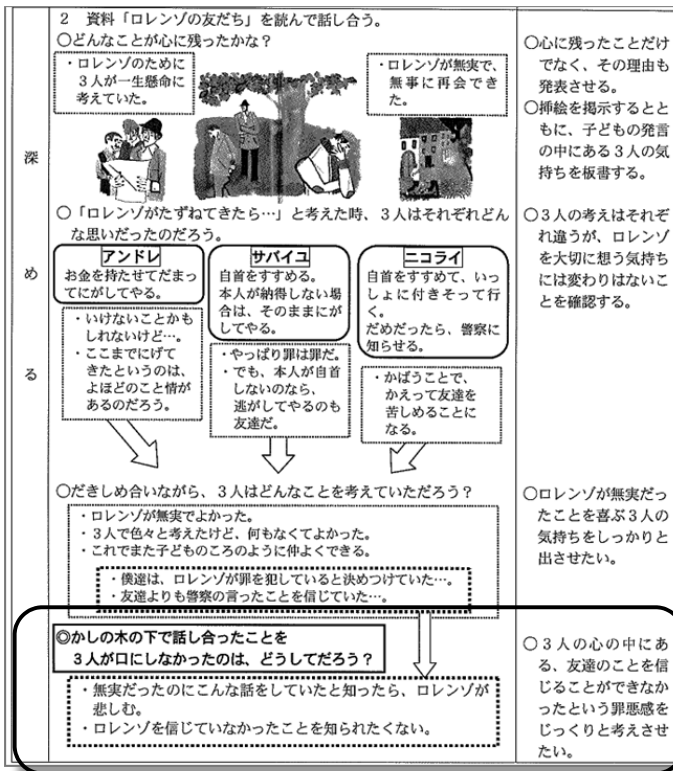 2 資料「ロレンゾの友だち」を読んで話し合う。
○どんなことが心に残ったかな?
・ロレンゾのために
3人が一生懸命に
考えていた。
・ロレンゾが無実で、
無事に再会でき
た。
○「ロレンゾがたずねてきたら…」と考えた時、3人はそれぞれどん
な思いだったのだろう。
アンドレ
お金を持たせてだまっ
てにがしてやる。
サバイユ
自首をすすめる。
本人が納得しない場
合は、そのままにが
してやる。
ニコライ
自首をすすめて、いっ
しょに付きそって行
く。
だめだったら、警察に
知らせる。
・いけないことかも
しれないけど…。
・ここまでにげて
きたというのは、
よほどのこと情が
あるのだろう。
・やっぱり罪は罪だ。
・でも、本人が自首
しないのなら、
逃がしてやるのも
友達だ。
・かばうことで、
かえって友達を
苦しめることに
なる。
○だきしめ合いながら、3人はどんなことを考えていただろう?
・ロレンゾが無実でよかった。
・3人で色々と考えたけど、何もなくてよかった。
・これでまた子どものころのように仲よくできる。
・僕達は、ロレンゾが罪を犯していると決めつけていた…。
・友達よりも警察の言ったことを信じていた…。
◎かしの木の下で話し合ったことを
3人が口にしなかったのは、どうしてだろう?
・無実だったのにこんな話をしていたと知ったら、ロレンゾが
悲しむ。
・ロレンゾを信じていなかったことを知られたくない。
深
め
る
○心に残ったことだけ
でなく、その理由も
発表させる。
○挿絵を掲示するとと
もに、子どもの発言
の中にある3人の気
持ちを板書する。
○3人の考えはそれぞ
れ違うが、ロレンゾ
を大切に想う気持ち
には変わりはないこ
とを確認する。
○ロレンゾが無実だっ
たことを喜ぶ3人の
気持ちをしっかりと
出させたい。
○3人の心の中にあ
る、友達のことを信
じることができなか
ったという罪悪感を
じっくりと考えさせ
たい。